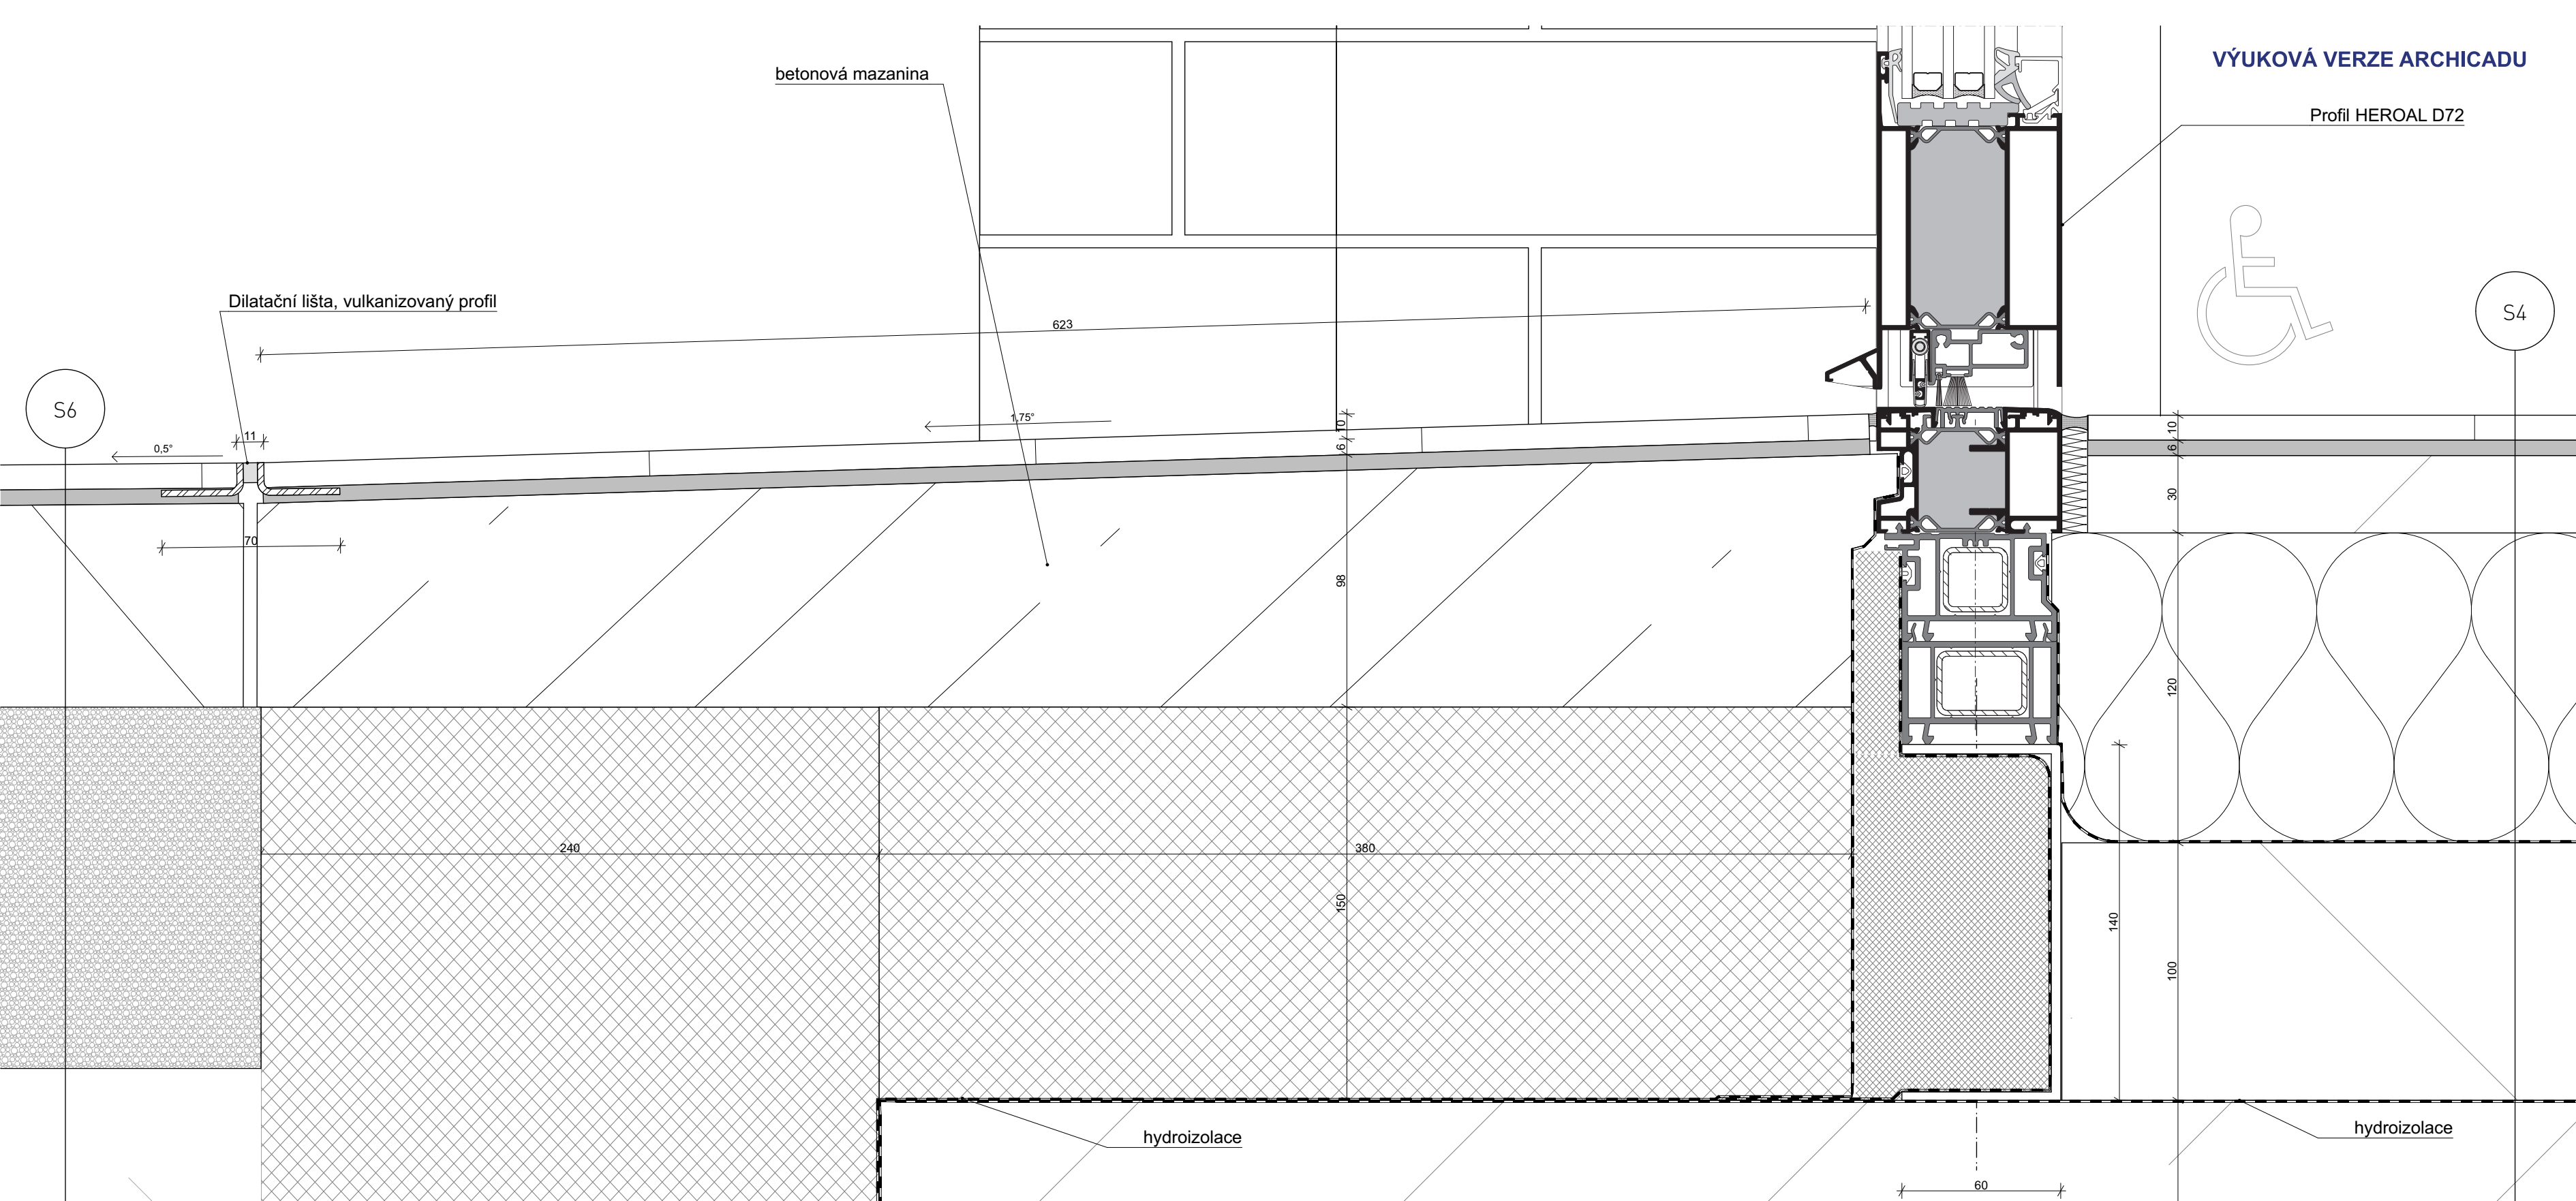 VÝUKOVÁ VERZE ARCHICADU
betonová mazanina
Profil HEROAL D72
Dilatační lišta, vulkanizovaný profil
623
S4
S6
1,75°
10
6
11
0,5°
10
6
30
70
98
120
240
380
150
140
100
hydroizolace
hydroizolace
60